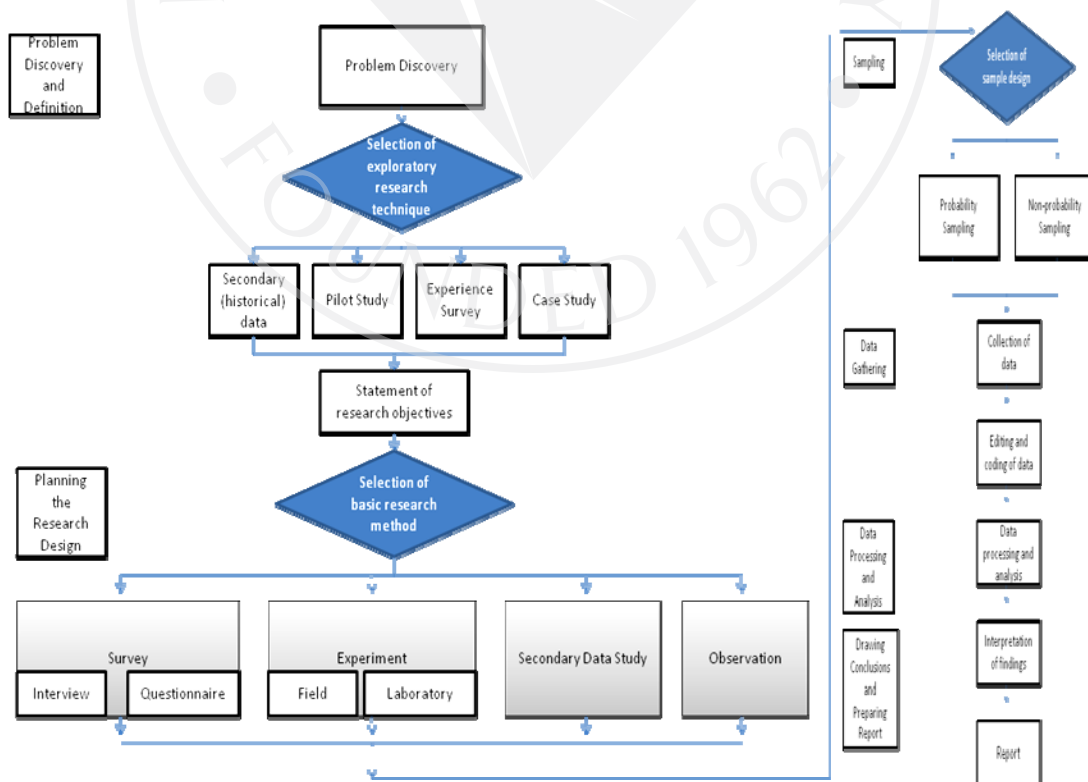 Problem
Discovery
and
Definition
Problem Discovery
Selection of
exploratory
research
technique
Secondary
(historical)
data
Pilot Study
Experience
Survey
Case Study
Statement of
research objectives
Planning
the
Research
Design
Selection of
basic research
method
Survey
Interview
Questionnaire
Experiment
Field
Laboratory
Secondary Data Study
Observation
Sampling
Selection of
sample design
Probability
Sampling
Non-probability
Sampling
Data
Gathering
Collection of
data
Editing and
coding of data
Data
Processing
and
Analysis
Data
processing and
analysis
Drawing
Conclusions
and
Preparing
Report
Interpretation
of findings
Report
FOUNDED 1962